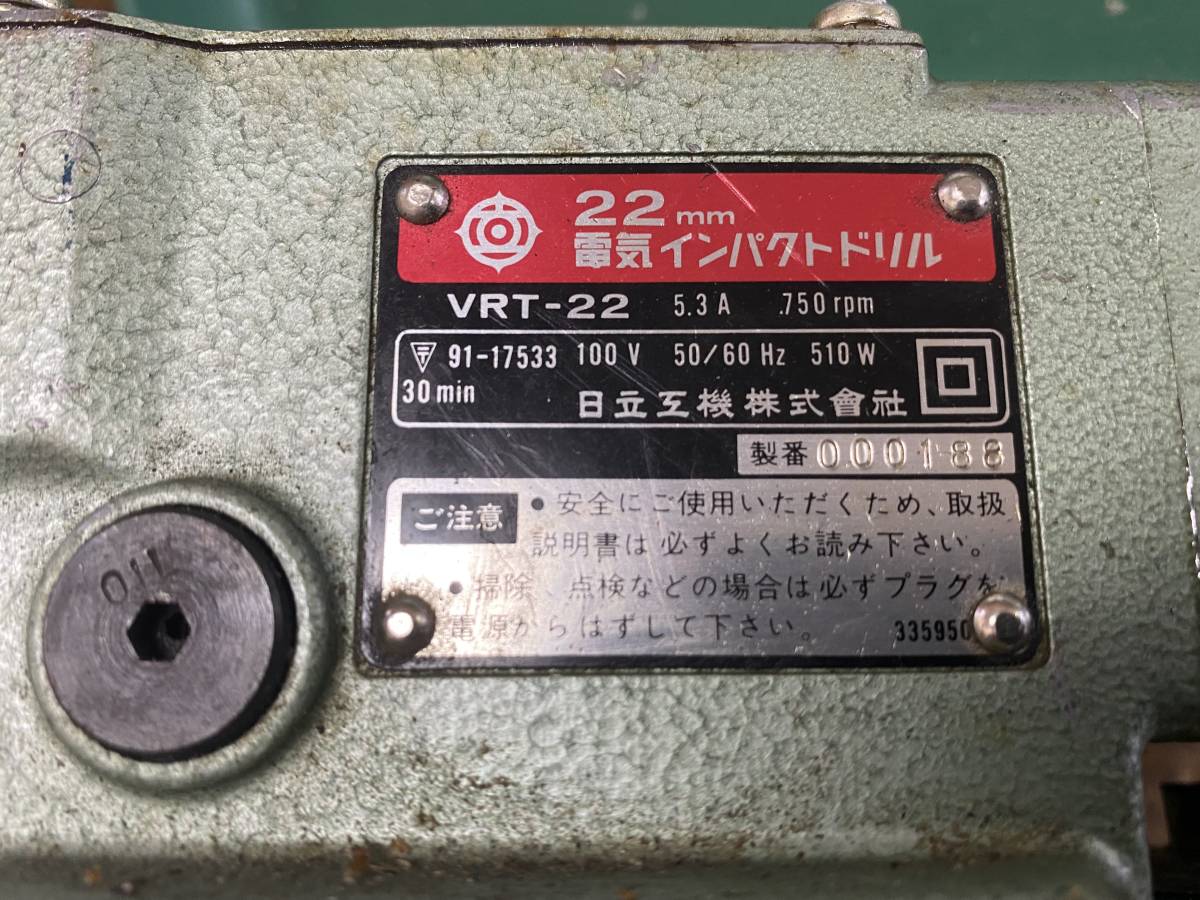 22mm
電気インパクトドリル
VRT-22 5.3A 750rpm
〒 91-17533 100V 50/60Hz 510W
30min
日立工機株式會社
製番 000188
ご注意
・安全にご使用いただくため、取扱
説明書は必ずよくお読み下さい。
・掃除、点検などの場合は必ずプラグを
電源からはずして下さい。
335950
OIL